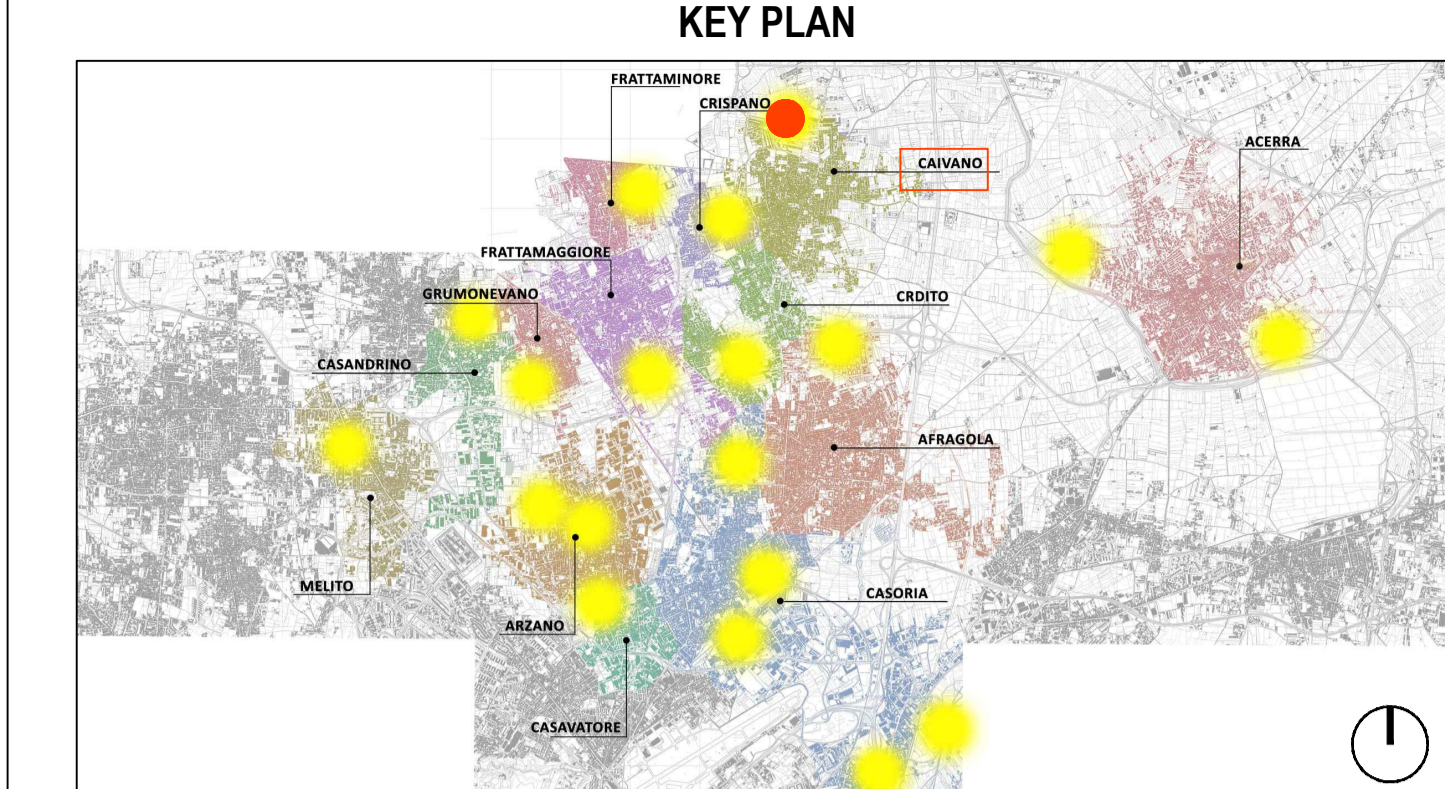 KEY PLAN
FRATTAMINORE
CRISPANO
CAIVANO
ACERRA
FRATTAMAGGIORE
GRUMONEVANO
CRDITO
CASANDRINO
AFRAGOLA
MELITO
CASORIA
ARZANO
CASAVATORE